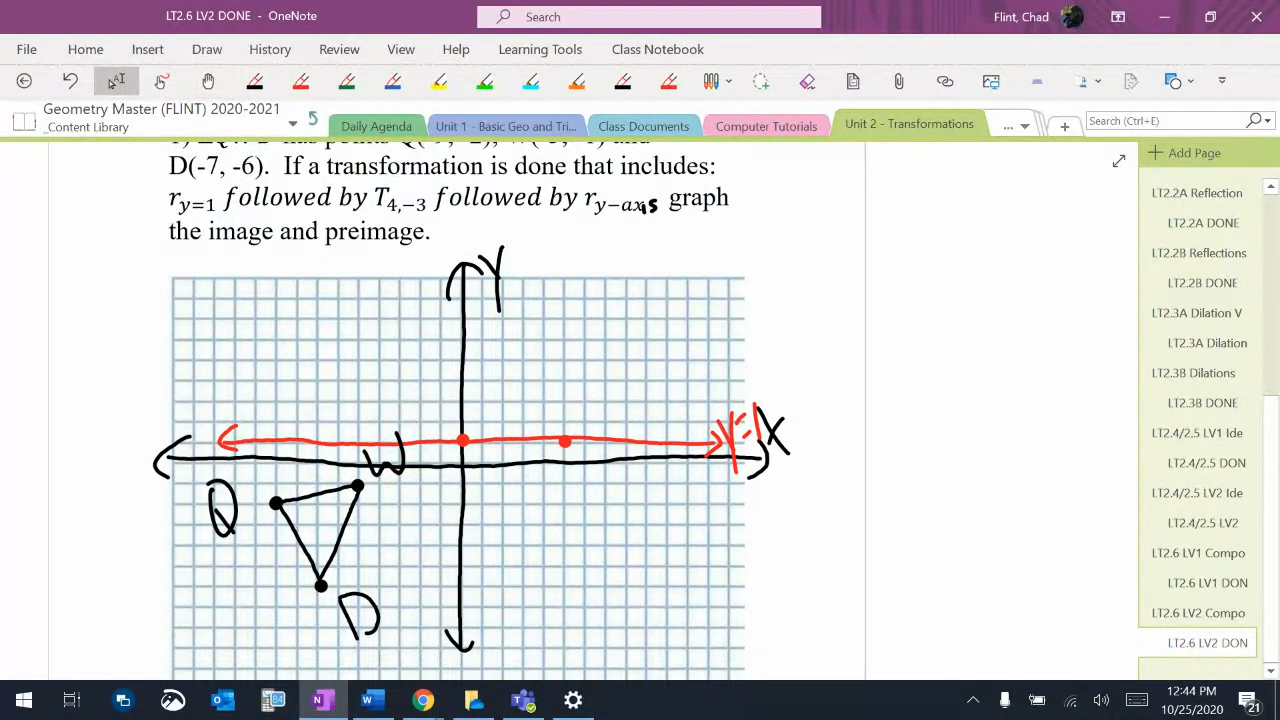 LT2.6 LV2 DONE - OneNote
Search
Flint, Chad
File Home Insert Draw History Review View Help Learning Tools Class Notebook
Geometry Master (FLINT) 2020-2021
_Content Library
Daily Agenda
Unit 1 - Basic Geo and Tri...
Class Documents
Computer Tutorials
Unit 2 - Transformations
...
Search (Ctrl+E)
Add Page
D(-7, -6). If a transformation is done that includes:
r_{y=1} followed by T_{4,-3} followed by r_{y-axis} graph
the image and preimage.
Y
Y=1
X
W
Q
D
LT2.2A Reflection
LT2.2A DONE
LT2.2B Reflections
LT2.2B DONE
LT2.3A Dilation V
LT2.3A Dilation
LT2.3B Dilations
LT2.3B DONE
LT2.4/2.5 LV1 Ide
LT2.4/2.5 DON
LT2.4/2.5 LV2 Ide
LT2.4/2.5 LV2
LT2.6 LV1 Compo
LT2.6 LV1 DON
LT2.6 LV2 Compo
LT2.6 LV2 DON
12:44 PM
10/25/2020
21